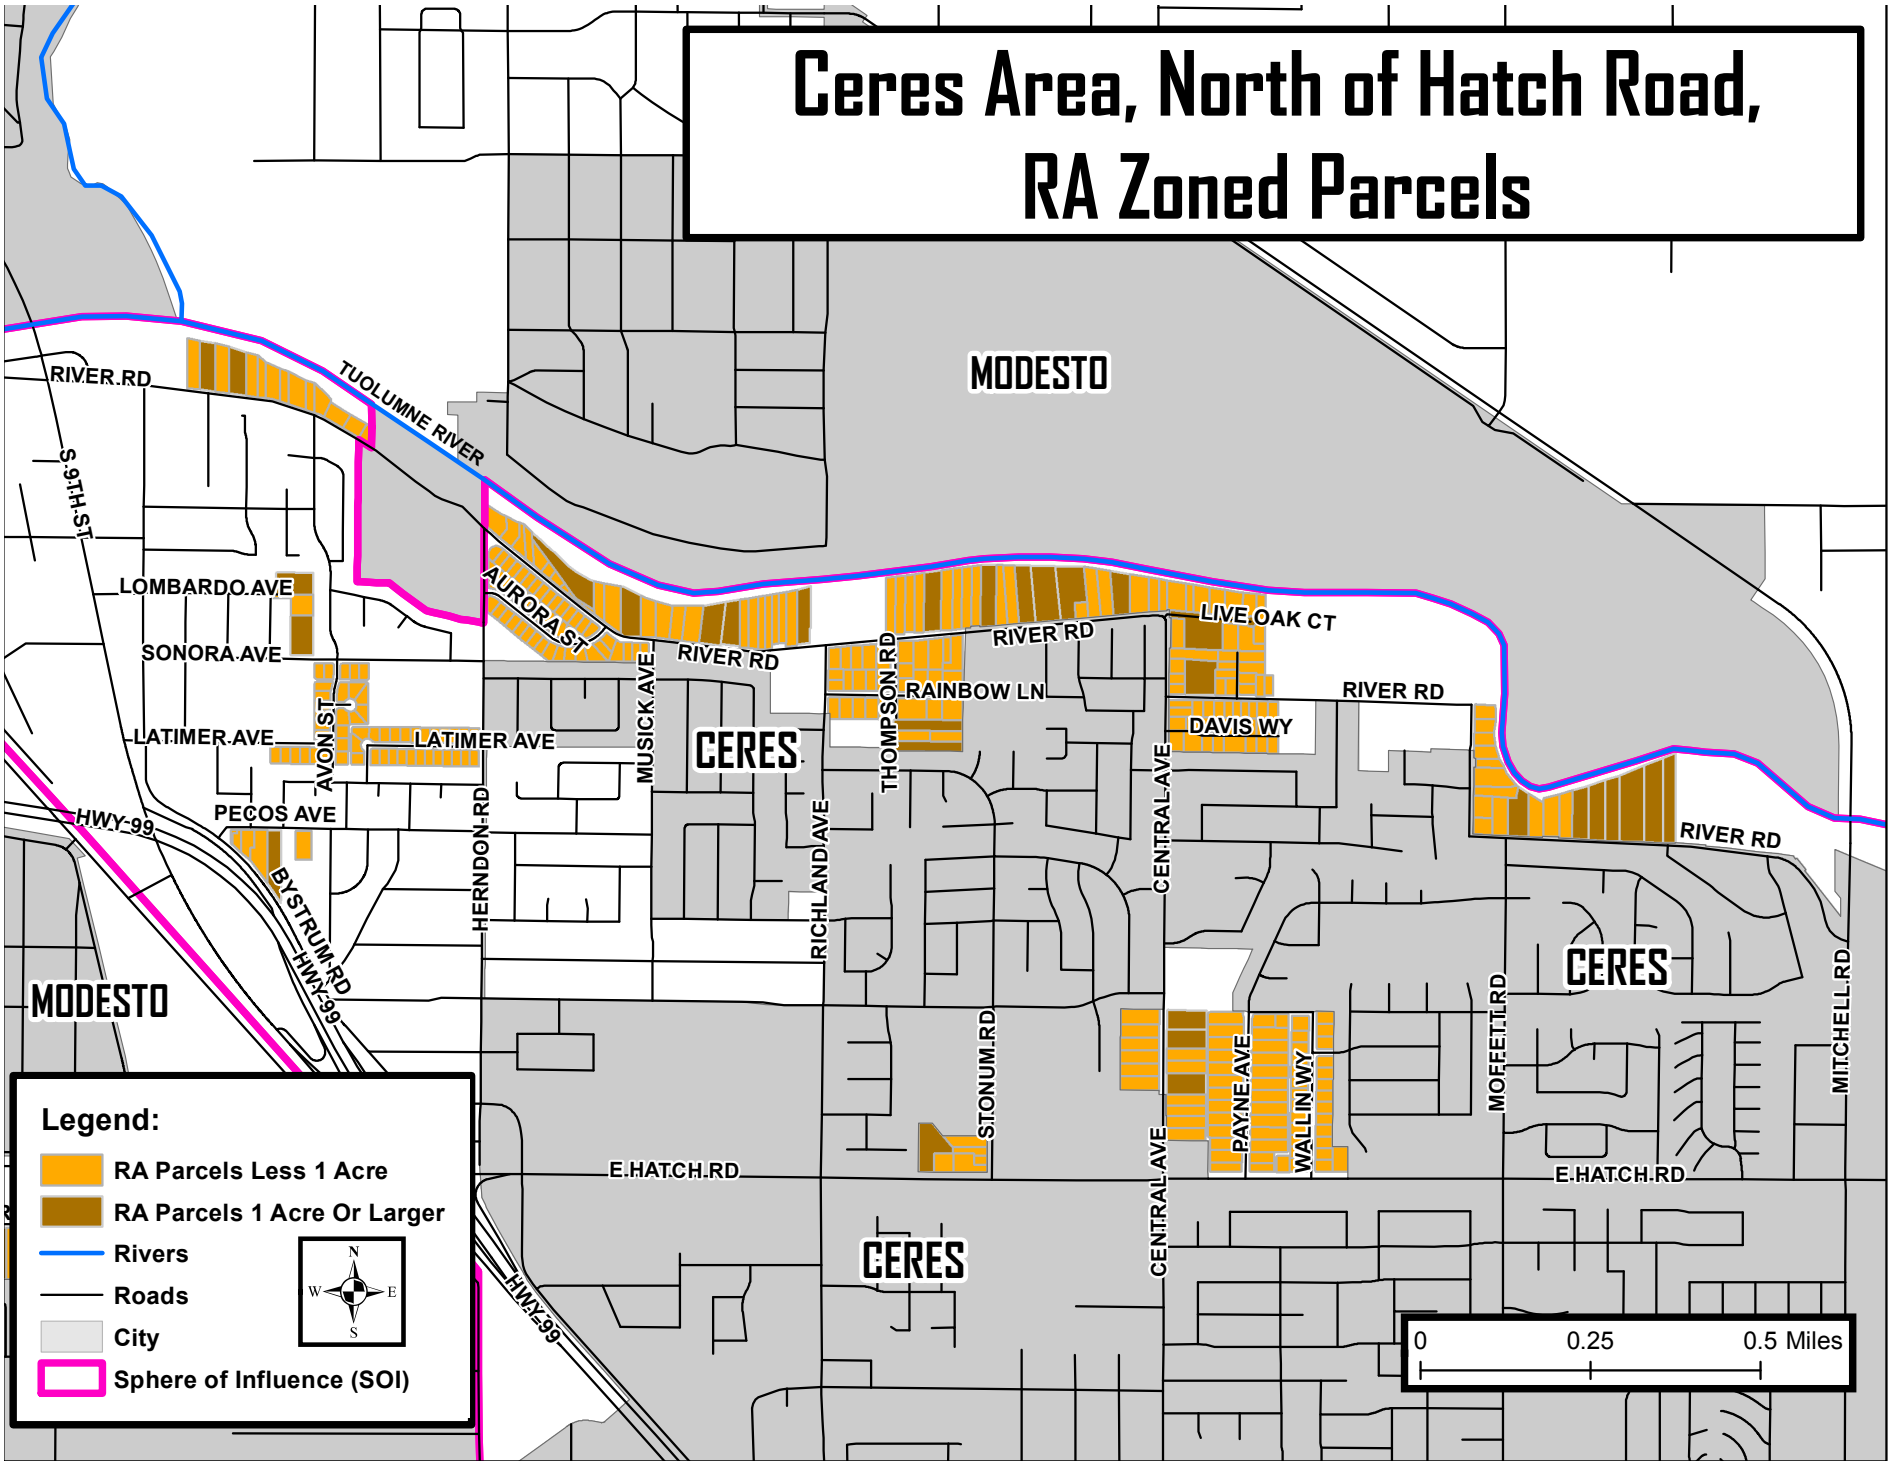 Ceres Area, North of Hatch Road,
RA Zoned Parcels
MODESTO
RIVER RD
TUOLUMNE RIVER
S 9TH ST
LOMBARDO AVE
AURORA ST
LIVE OAK CT
SONORA AVE
RIVER RD
RIVER RD
MUSICK AVE
THOMPSON RD
RAINBOW LN
RIVER RD
AVON ST
LATIMER AVE
LATIMER AVE
CERES
DAVIS WY
CENTRAL AVE
PECOS AVE
HWY 99
HERNDON RD
RICHLAND AVE
RIVER RD
BYSTRUM RD
HWY 99
MODESTO
CERES
STONUM RD
PAYNE AVE
WALLIN WY
MOFFETT RD
MITCHELL RD
E HATCH RD
CENTRAL AVE
E HATCH RD
CERES
HWY 99
Legend:
RA Parcels Less 1 Acre
RA Parcels 1 Acre Or Larger
Rivers
Roads
City
Sphere of Influence (SOI)
N
W E
S
0 0.25 0.5 Miles